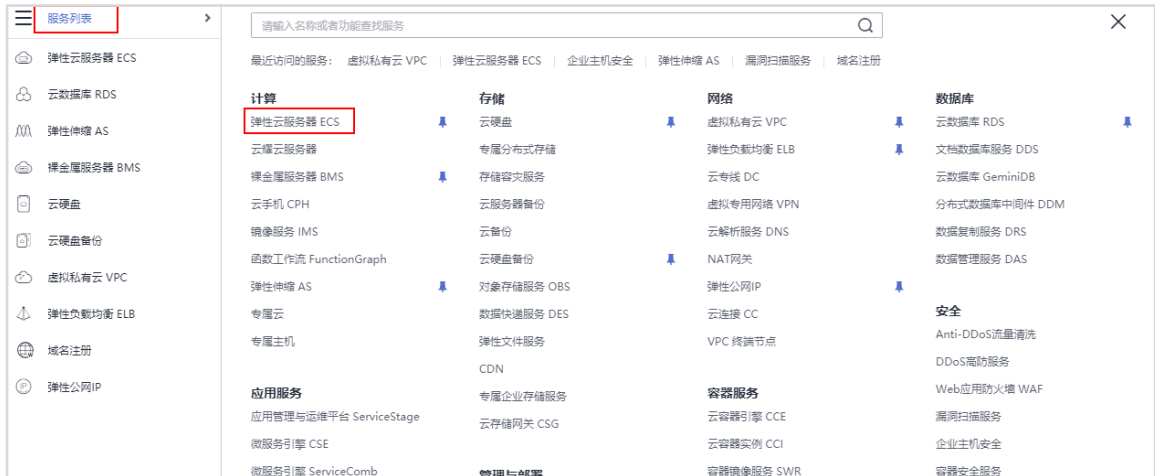 服务列表
弹性云服务器 ECS
云数据库 RDS
弹性伸缩 AS
裸金属服务器 BMS
云硬盘
云硬盘备份
虚拟私有云 VPC
弹性负载均衡 ELB
域名注册
弹性公网IP
请输入名称或者功能查找服务
最近访问的服务： 虚拟私有云 VPC 弹性云服务器 ECS 企业主机安全 弹性伸缩 AS 漏洞扫描服务 域名注册
计算
弹性云服务器 ECS
云耀云服务器
裸金属服务器 BMS
云手机 CPH
镜像服务 IMS
函数工作流 FunctionGraph
弹性伸缩 AS
专属云
专属主机
应用服务
应用管理与运维平台 ServiceStage
微服务引擎 CSE
微服务引擎 ServiceComb
存储
云硬盘
专属分布式存储
存储容灾服务
云服务器备份
云备份
云硬盘备份
对象存储服务 OBS
数据快递服务 DES
弹性文件服务
CDN
专属企业存储服务
云存储网关 CSG
管理与部署
网络
虚拟私有云 VPC
弹性负载均衡 ELB
云专线 DC
虚拟专用网络 VPN
云解析服务 DNS
NAT网关
弹性公网IP
云连接 CC
VPC 终端节点
容器服务
云容器引擎 CCE
云容器实例 CCI
容器镜像服务 SWR
数据库
云数据库 RDS
文档数据库服务 DDS
云数据库 GeminiDB
分布式数据库中间件 DDM
数据复制服务 DRS
数据管理服务 DAS
安全
Anti-DDoS流量清洗
DDoS高防服务
Web应用防火墙 WAF
漏洞扫描服务
企业主机安全
容器安全服务